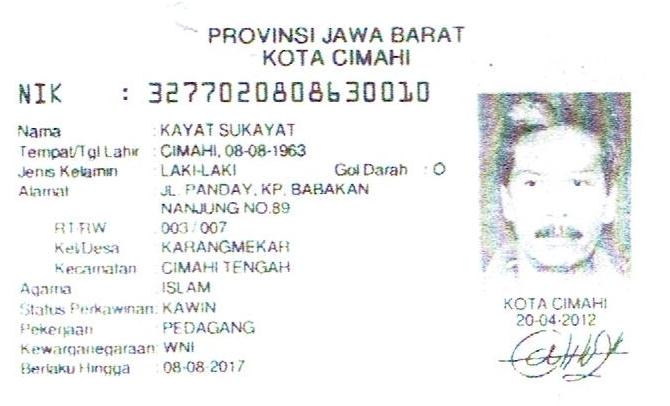 PROVINSI JAWA BARAT
KOTA CIMAHI
NIK : 3277020808630010
Nama : KAYAT SUKAYAT
Tempat/Tgl Lahir : CIMAHI, 08-08-1963
Jenis Kelamin : LAKI-LAKI Gol Darah : O
Alamat : JL. PANDAY, KP. BABAKAN
NANJUNG NO.89
RT/RW : 003 / 007
Kel/Desa : KARANGMEKAR
Kecamatan : CIMAHI TENGAH
Agama : ISLAM
Status Perkawinan: KAWIN
Pekerjaan : PEDAGANG
Kewarganegaraan: WNI
Berlaku Hingga : 08-08-2017
KOTA CIMAHI
20-04-2012